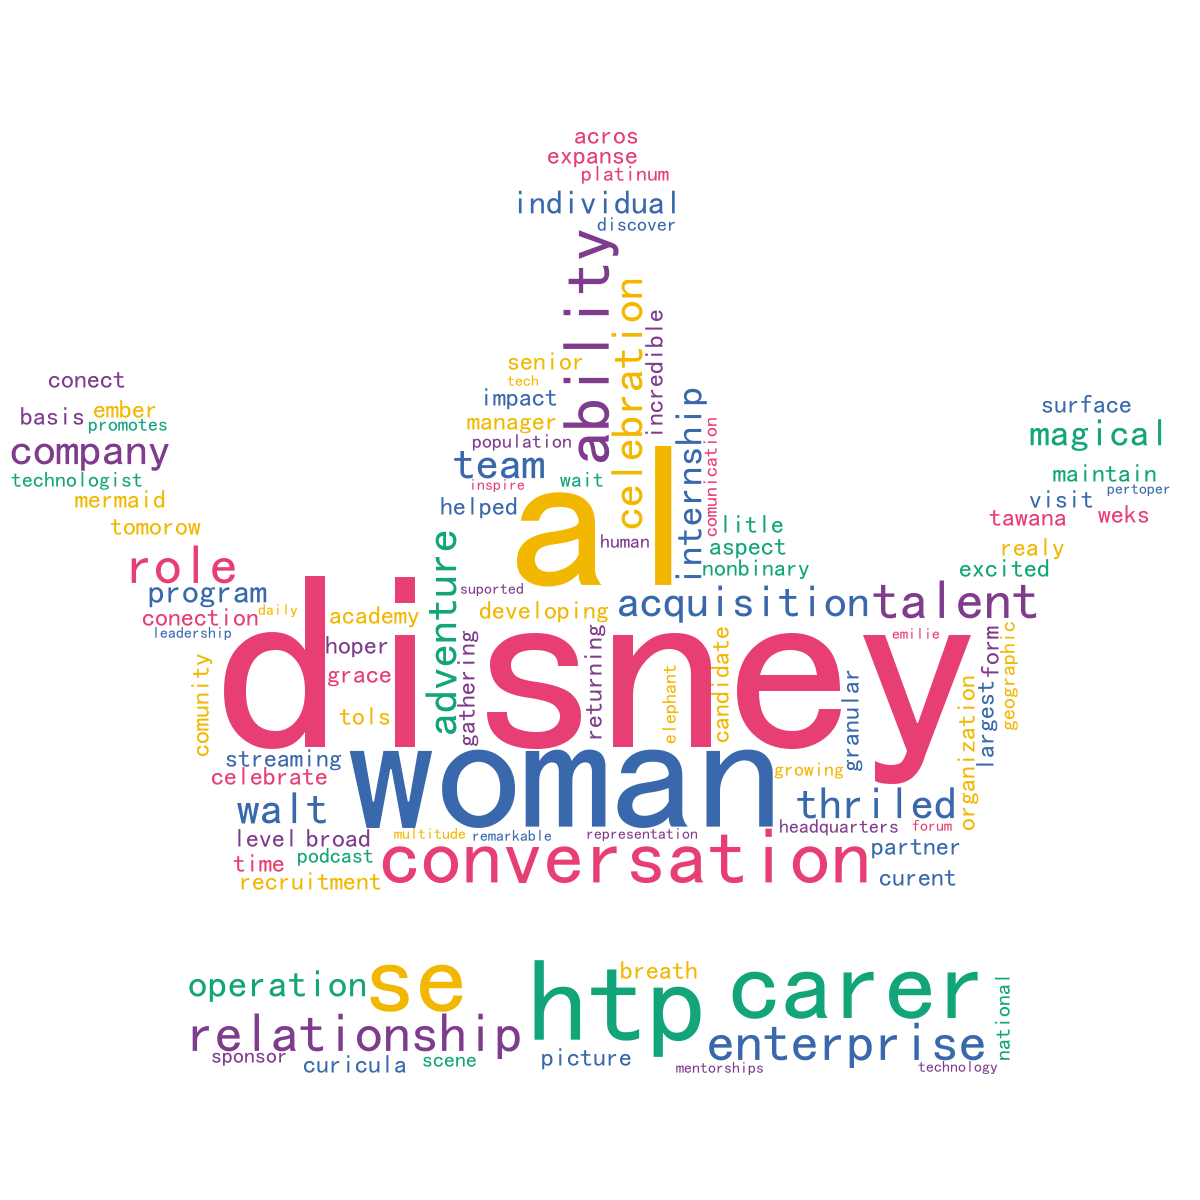 acros
expanse
platinum
individual
discover
ability
celebration
incredible
senior
tech
impact
manager
population
team
inspire
wait
helped
al
internship
comunication
human
litle
aspect
nonbinary
conect
basis
ember
promotes
company
technologist
mermaid
tomorow
role
program
conection
daily
leadership
academy
hoper
grace
tols
comunity
surface
magical
maintain
pertoper
visit
tawana
weks
realy
excited
adventure
suported
developing
acquisition
talent
disney
emilie
gathering
returning
elephant
candidate
granular
organization
largest
form
geographic
streaming
celebrate
walt
woman
growing
thriled
level
broad
multitude
remarkable
representation
headquarters
forum
time
podcast
recruitment
conversation
partner
curent
operation
se
htp
breath
carer
national
relationship
enterprise
sponsor
curicula
scene
picture
mentorships
technology